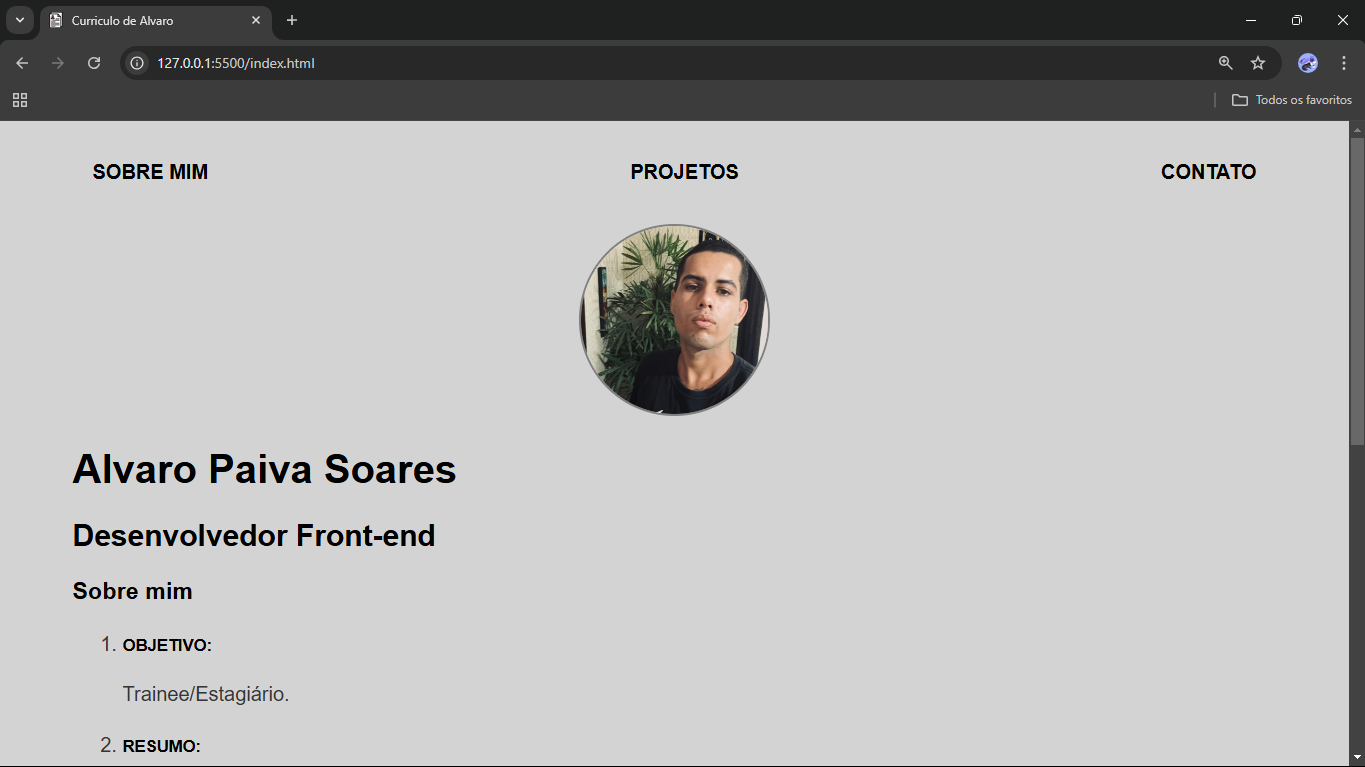 Curriculo de Alvaro
127.0.0.1:5500/index.html
Todos os favoritos
SOBRE MIM PROJETOS CONTATO
Alvaro Paiva Soares
Desenvolvedor Front-end
Sobre mim
1. OBJETIVO:
Trainee/Estagiário.
2. RESUMO: